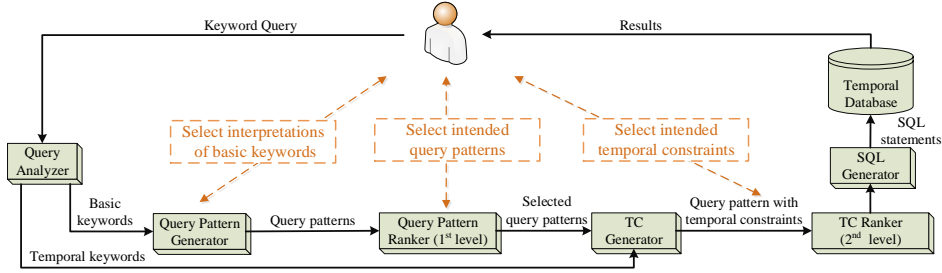 Keyword Query
Results
Temporal
Database
Select interpretations
of basic keywords
Select intended
query patterns
Select intended
temporal constraints
SQL
statements
Query
Analyzer
SQL
Generator
Basic
keywords
Query Pattern
Generator
Query patterns
Query Pattern
Ranker (1st level)
Selected
query patterns
TC
Generator
Query pattern with
temporal constraints
TC Ranker
(2nd level)
Temporal keywords